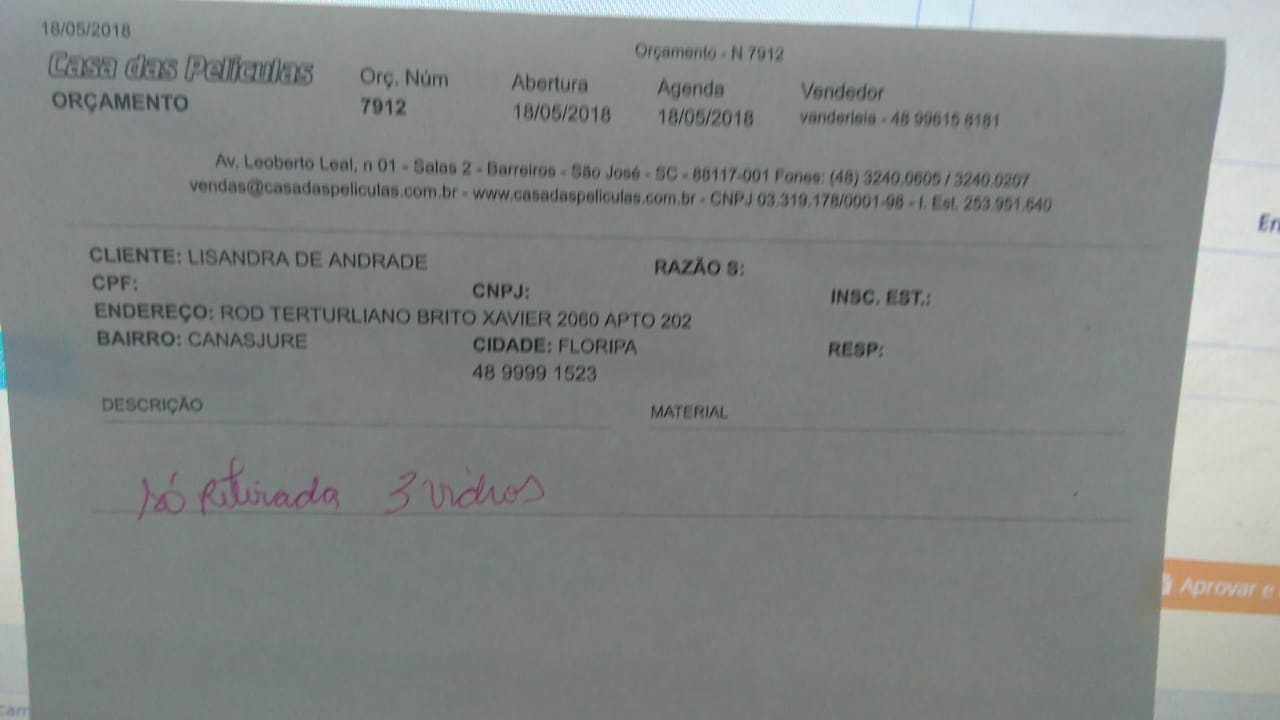 18/05/2018
Orçamento - N 7912
Casa das Películas
ORÇAMENTO
Orç. Núm
7912
Abertura
18/05/2018
Agenda
18/05/2018
Vendedor
vanderleia - 48 99615 8181
Av. Leoberto Leal, n 01 - Salas 2 - Barreiros - São José - SC - 88117-001 Fones: (48) 3240.0605 / 3240.0207
vendas@casadaspeliculas.com.br - www.casadaspeliculas.com.br - CNPJ 03.319.178/0001-98 - I. Est. 253.951.640
CLIENTE: LISANDRA DE ANDRADE RAZÃO S:
CPF: CNPJ: INSC. EST.:
ENDEREÇO: ROD TERTURLIANO BRITO XAVIER 2060 APTO 202
BAIRRO: CANASJURE CIDADE: FLORIPA RESP:
48 9999 1523
DESCRIÇÃO MATERIAL
só Retirada 3 vidros
Aprovar e